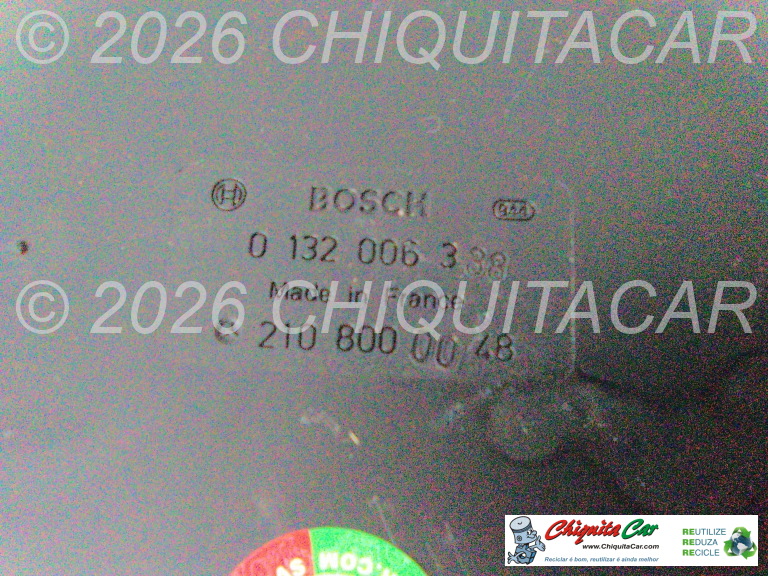 © 2026 CHIQUITACAR
BOSCH
0 132 006 338
Made in France
© 2026 CHIQUITACAR
210 800 00 48
Chiquita Car
www.ChiquitaCar.com
Reciclar é bom, reutilizar é ainda melhor
REUTILIZE
REDUZA
RECICLE